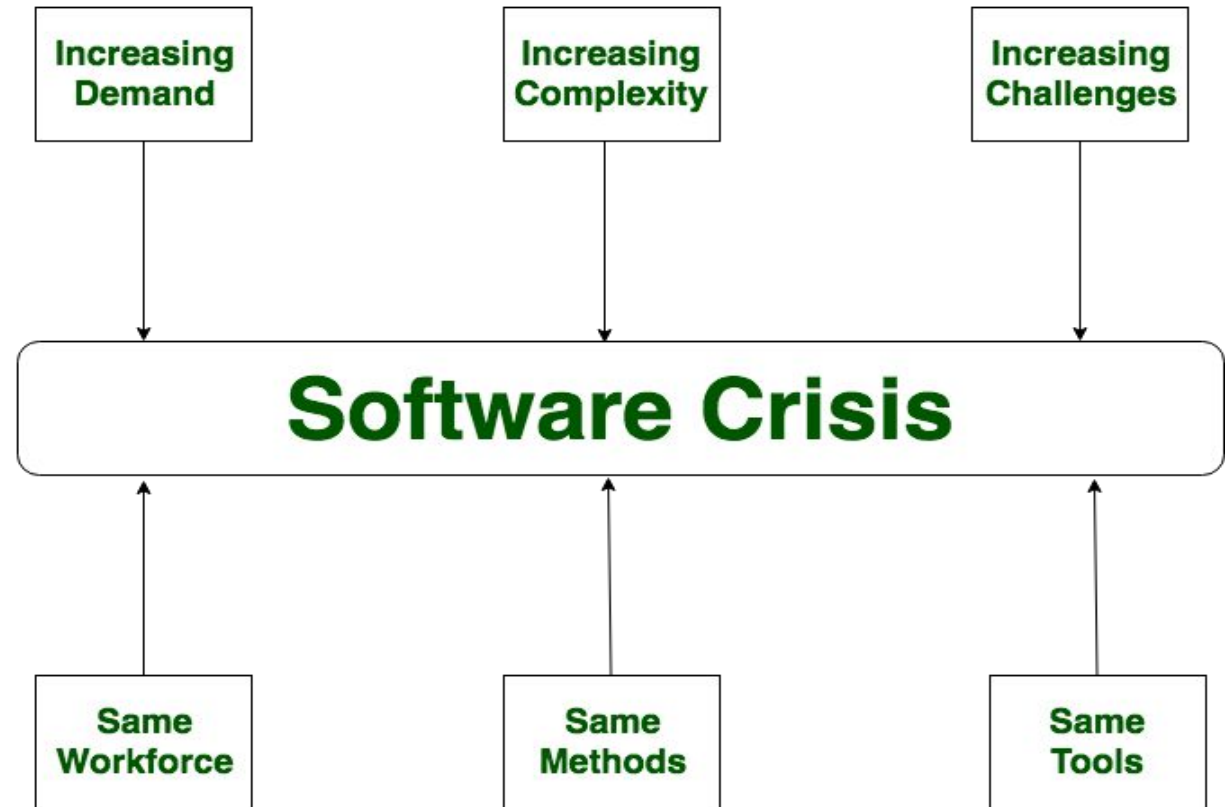 Increasing
Demand
Increasing
Complexity
Increasing
Challenges
Software Crisis
Same
Workforce
Same
Methods
Same
Tools